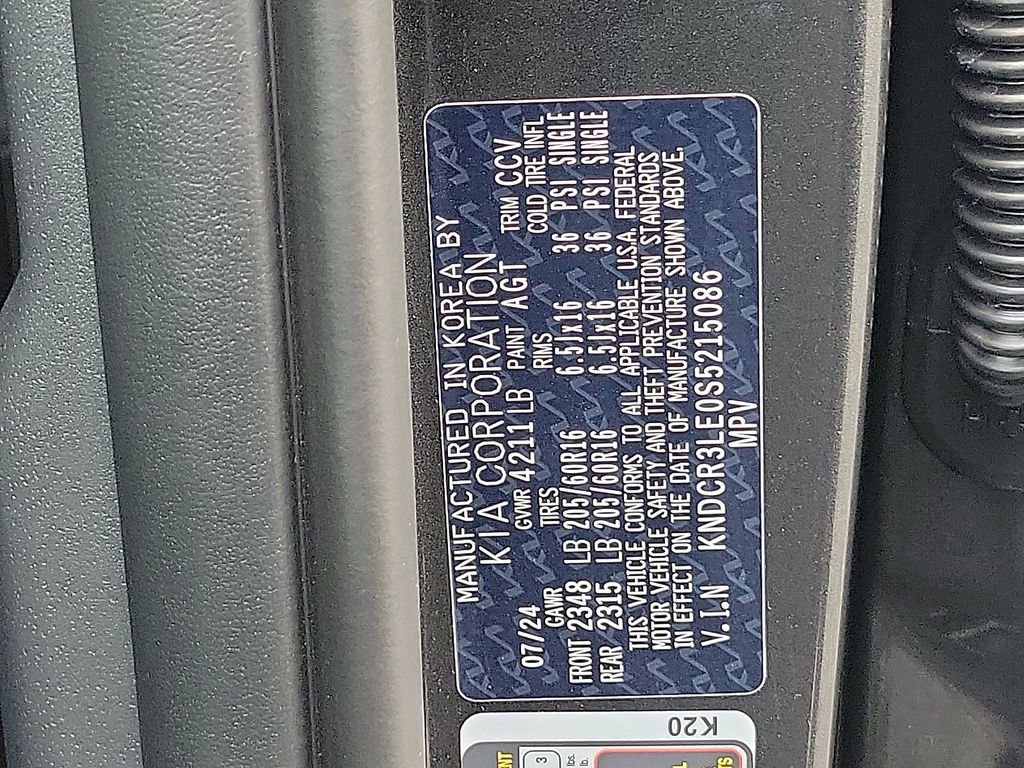 MANUFACTURED IN KOREA BY
KIA CORPORATION
07/24 GVWR 4211 LB PAINT AGT TRIM CCV
GAWR TIRES RIMS COLD TIRE INFL
FRONT 2348 LB 205/60R16 6.5Jx16 36 PSI SINGLE
REAR 2315 LB 205/60R16 6.5Jx16 36 PSI SINGLE
THIS VEHICLE CONFORMS TO ALL APPLICABLE U.S.A. FEDERAL
MOTOR VEHICLE SAFETY AND THEFT PREVENTION STANDARDS
IN EFFECT ON THE DATE OF MANUFACTURE SHOWN ABOVE.
V.I.N KNDCR3LE0S5215086
MPV
K20
3
lbs.
lb.